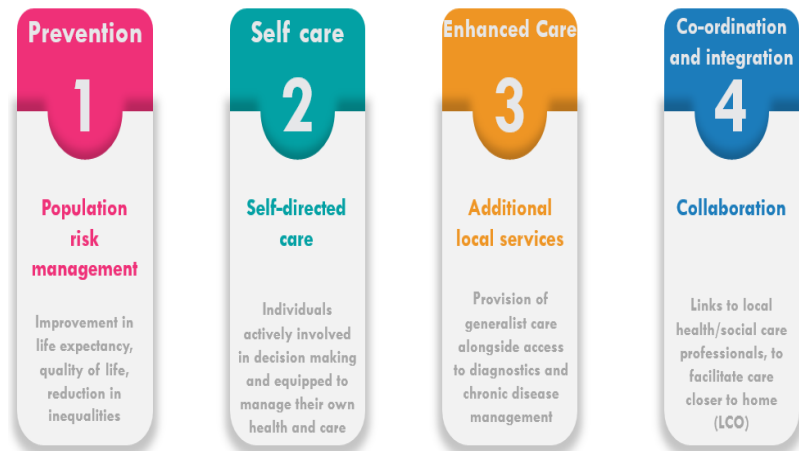 Prevention
1
Population
risk
management
Improvement in
life expectancy,
quality of life,
reduction in
inequalities
Self care
2
Self-directed
care
Individuals
actively involved
in decision making
and equipped to
manage their own
health and care
Enhanced Care
3
Additional
local services
Provision of
generalist care
alongside access
to diagnostics and
chronic disease
management
Co-ordination
and integration
4
Collaboration
Links to local
health/social care
professionals, to
facilitate care
closer to home
(LCO)